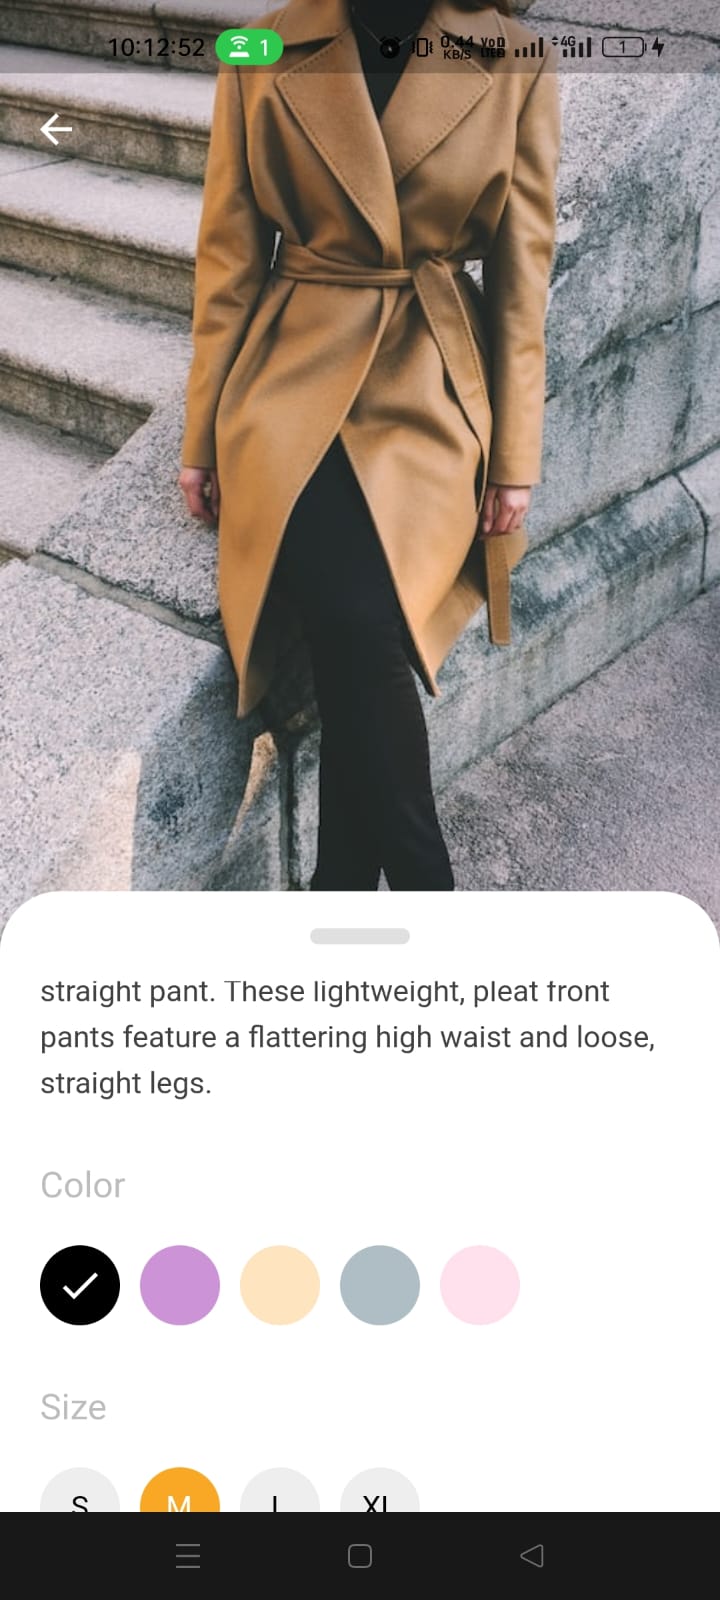 10:12:52 1 0.44 KB/S VoD LTE 4G 1
straight pant. These lightweight, pleat front
pants feature a flattering high waist and loose,
straight legs.
Color
Size
S M L XL